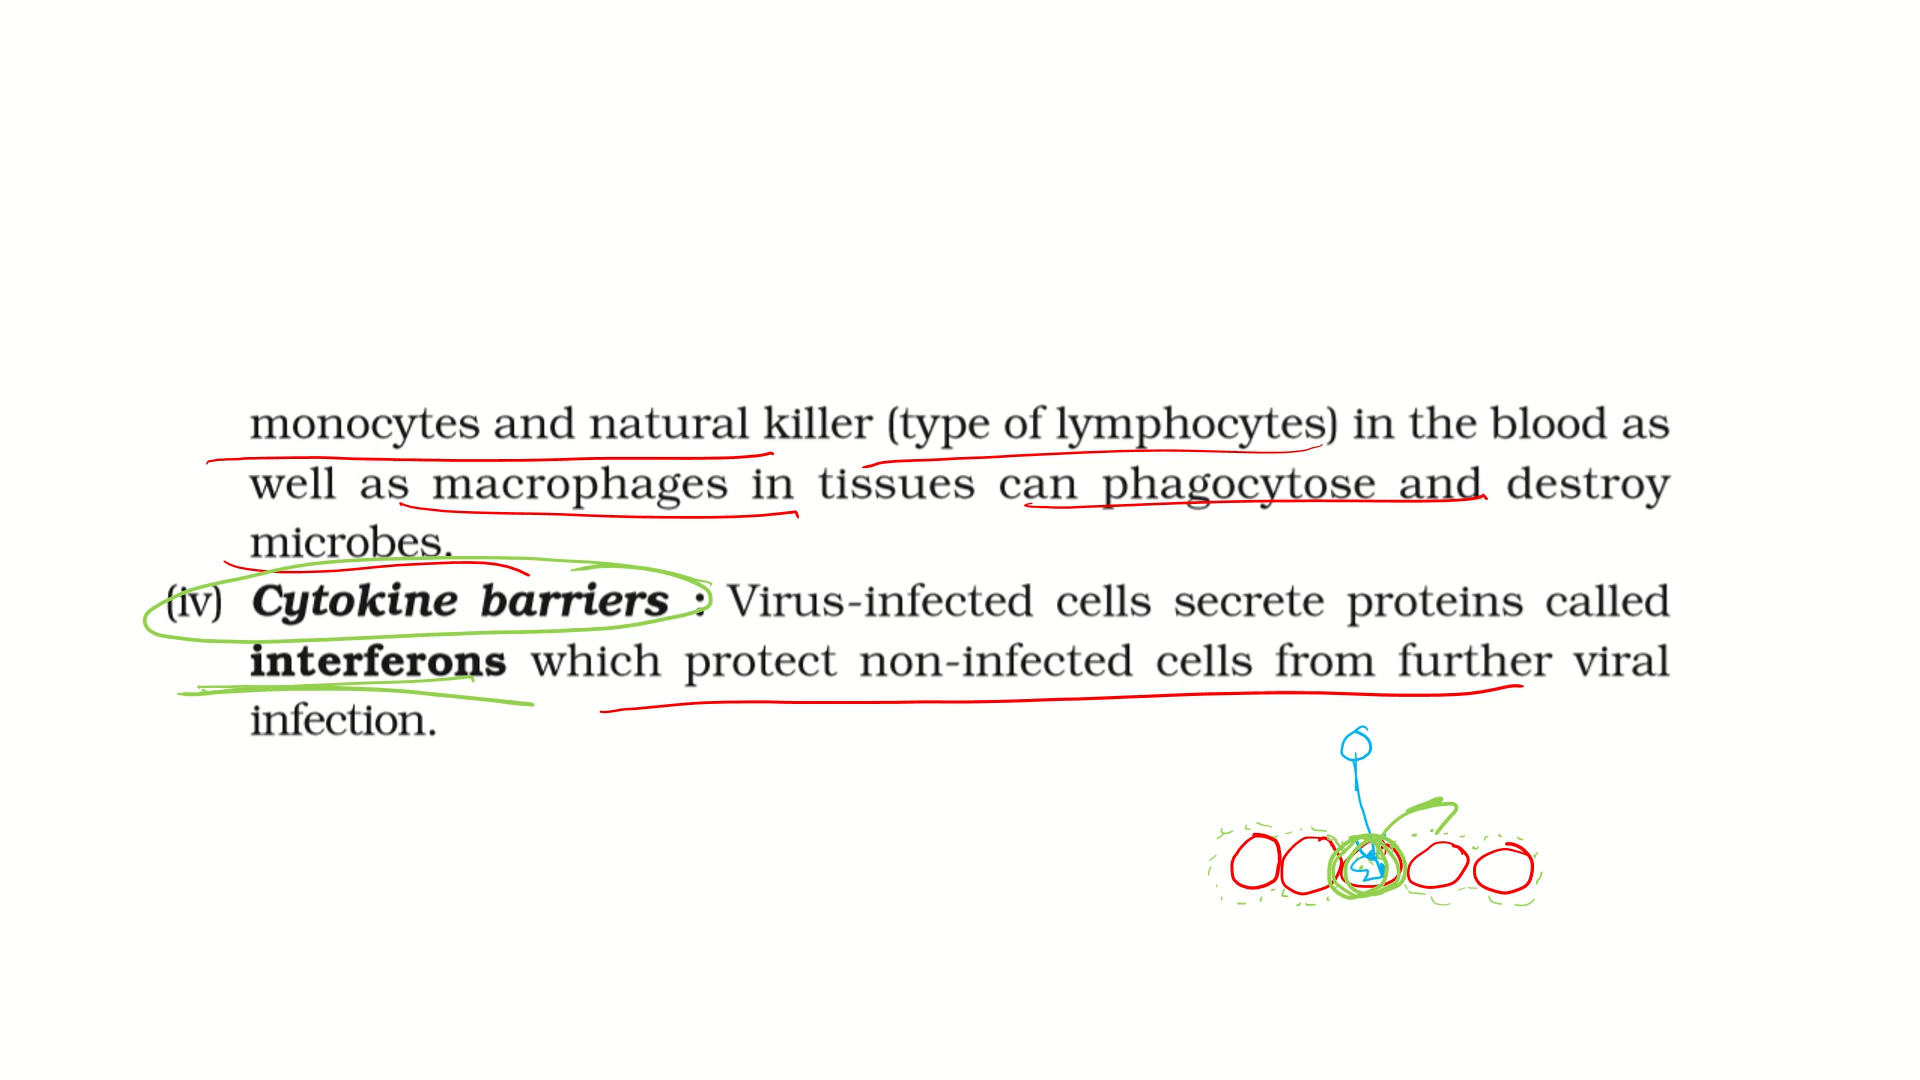 monocytes and natural killer (type of lymphocytes) in the blood as
well as macrophages in tissues can phagocytose and destroy
microbes.
(iv) Cytokine barriers : Virus-infected cells secrete proteins called
interferons which protect non-infected cells from further viral
infection.